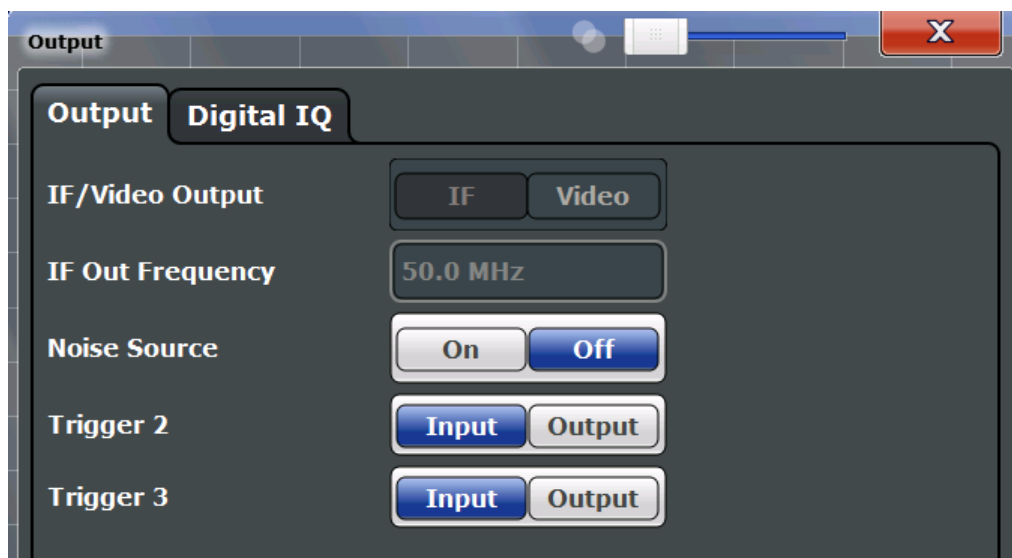 Output
X
Output Digital IQ
IF/Video Output IF Video
IF Out Frequency 50.0 MHz
Noise Source On Off
Trigger 2 Input Output
Trigger 3 Input Output